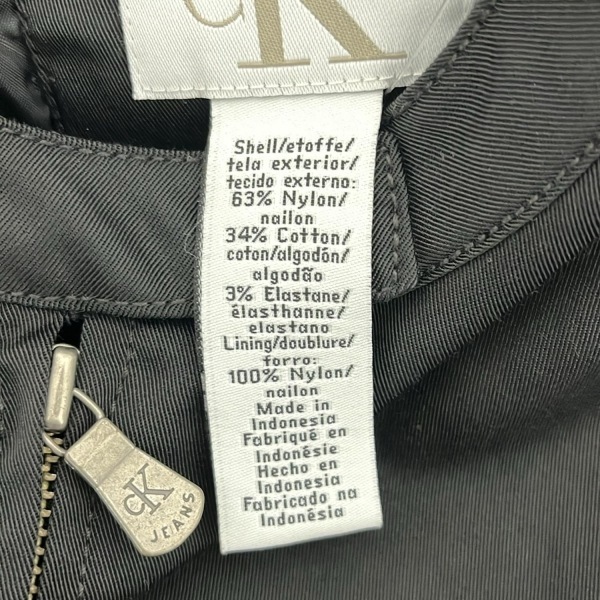 cK
Shell/etoffe/
tela exterior/
tecido externo:
63% Nylon/
nailon
34% Cotton/
coton/algodón/
algodão
3% Elastane/
élasthanne/
elastano
Lining/doublure/
forro:
100% Nylon/
nailon
Made in
Indonesia
Fabriqué en
Indonésie
Hecho en
Indonesia
Fabricado na
Indonésia
cK
JEANS